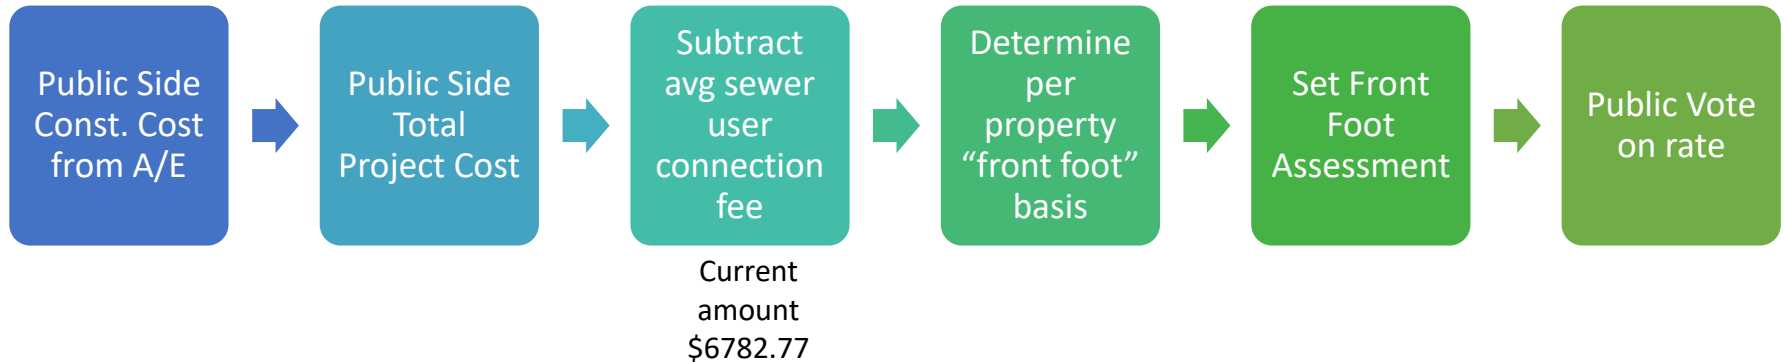 Public Side
Const. Cost
from A/E
Public Side
Total
Project Cost
Subtract
avg sewer
user
connection
fee
Current
amount
$6782.77
Determine
per
property
“front foot”
basis
Set Front
Foot
Assessment
Public Vote
on rate